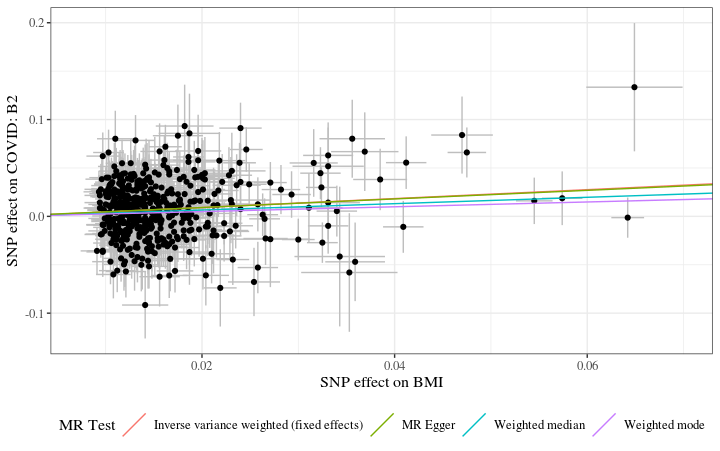 0.2
0.1
0.0
-0.1
SNP effect on COVID: B2
0.02
0.04
0.06
SNP effect on BMI
MR Test
Inverse variance weighted (fixed effects)
MR Egger
Weighted median
Weighted mode